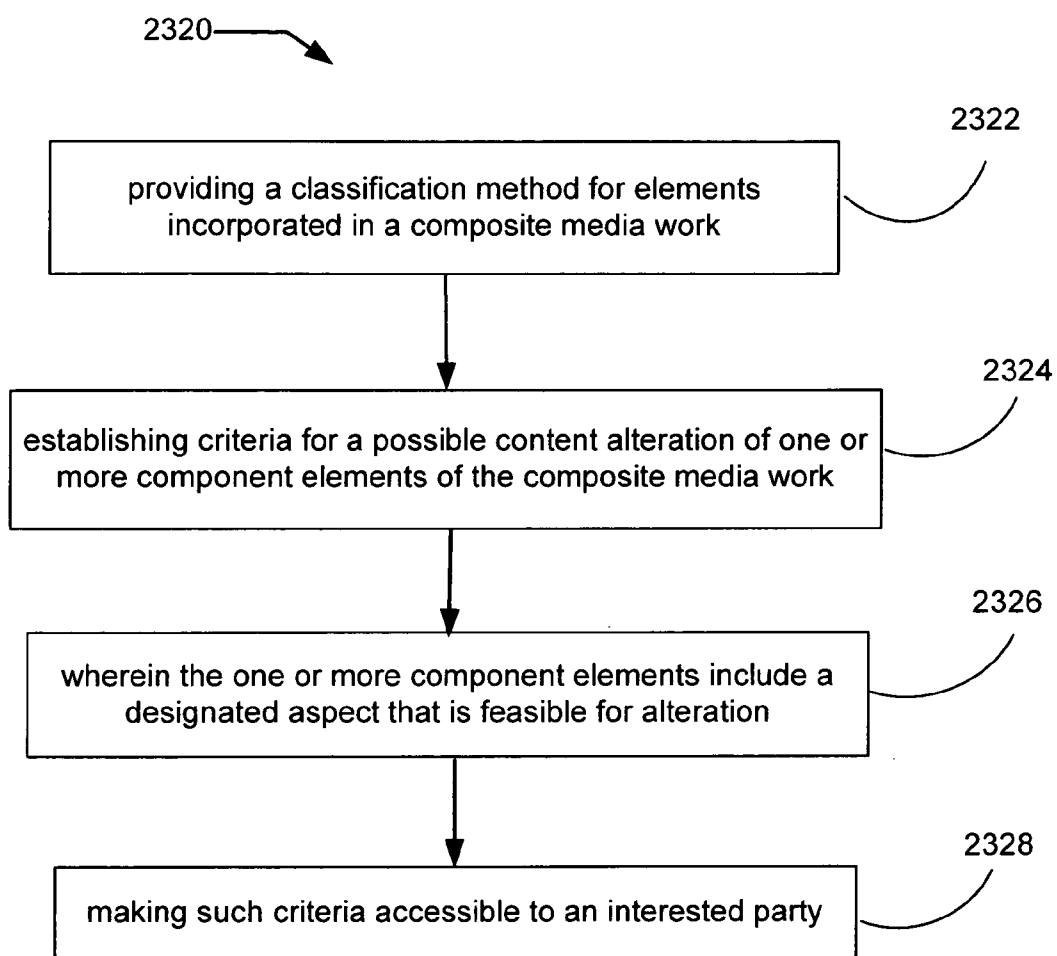 2320
2322
providing a classification method for elements
incorporated in a composite media work
2324
establishing criteria for a possible content alteration of one or
more component elements of the composite media work
2326
wherein the one or more component elements include a
designated aspect that is feasible for alteration
2328
making such criteria accessible to an interested party